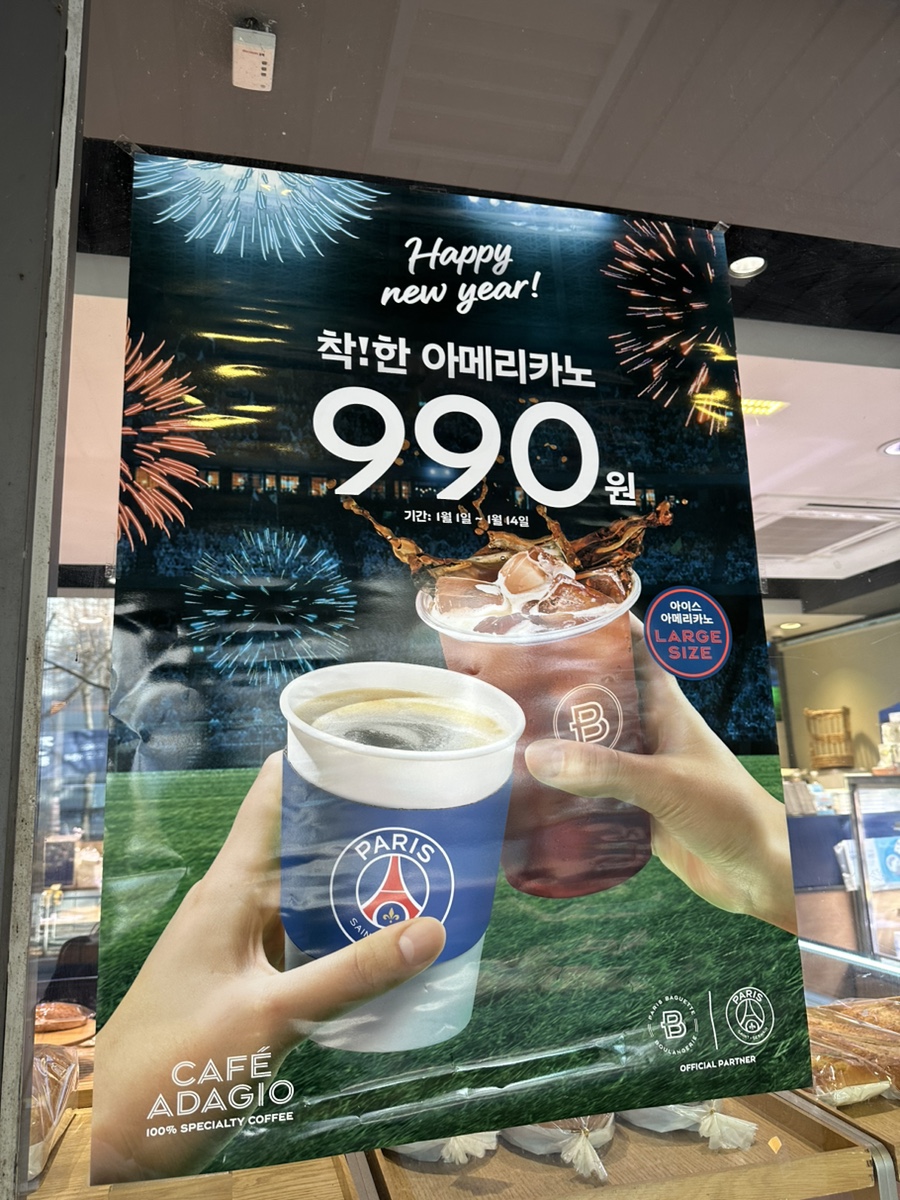 Happy
new year!
착!한 아메리카노
990원
기간: 1월 1일 ~ 1월 14일
아이스
아메리카노
LARGE
SIZE
B
PARIS
CAFÉ
ADAGIO
100% SPECIALTY COFFEE
PARIS BAGUETTE
B
BOULANGERIE
PARIS
OFFICIAL PARTNER